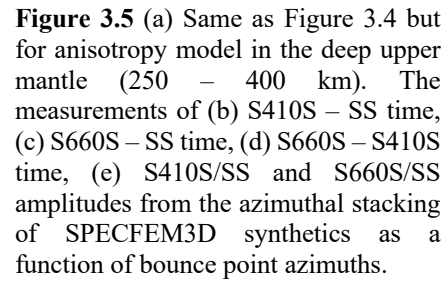 Figure 3.5 (a) Same as Figure 3.4 but
for anisotropy model in the deep upper
mantle (250 – 400 km). The
measurements of (b) S410S – SS time,
(c) S660S – SS time, (d) S660S – S410S
time, (e) S410S/SS and S660S/SS
amplitudes from the azimuthal stacking
of SPECFEM3D synthetics as a
function of bounce point azimuths.